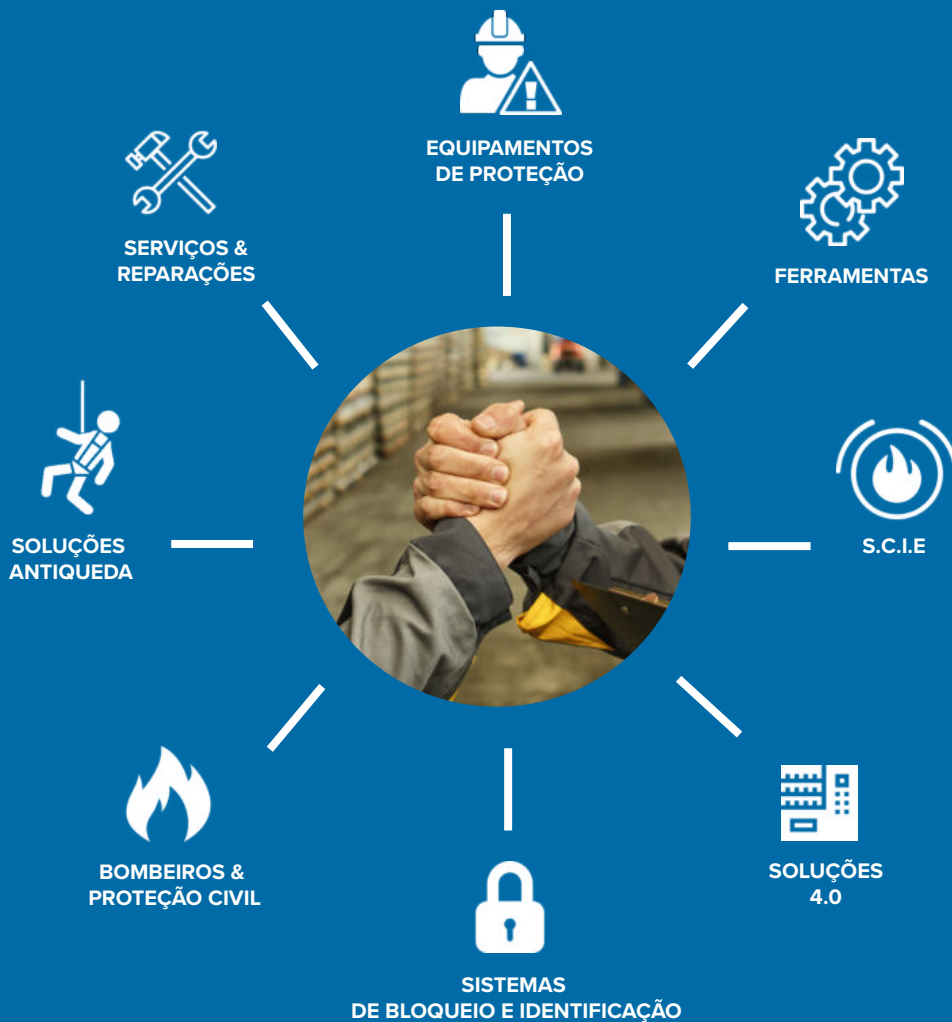 EQUIPAMENTOS
DE PROTEÇÃO
SERVIÇOS &
REPARAÇÕES
FERRAMENTAS
SOLUÇÕES
ANTIQUEDA
S.C.I.E
BOMBEIROS &
PROTEÇÃO CIVIL
SOLUÇÕES
4.0
SISTEMAS
DE BLOQUEIO E IDENTIFICAÇÃO